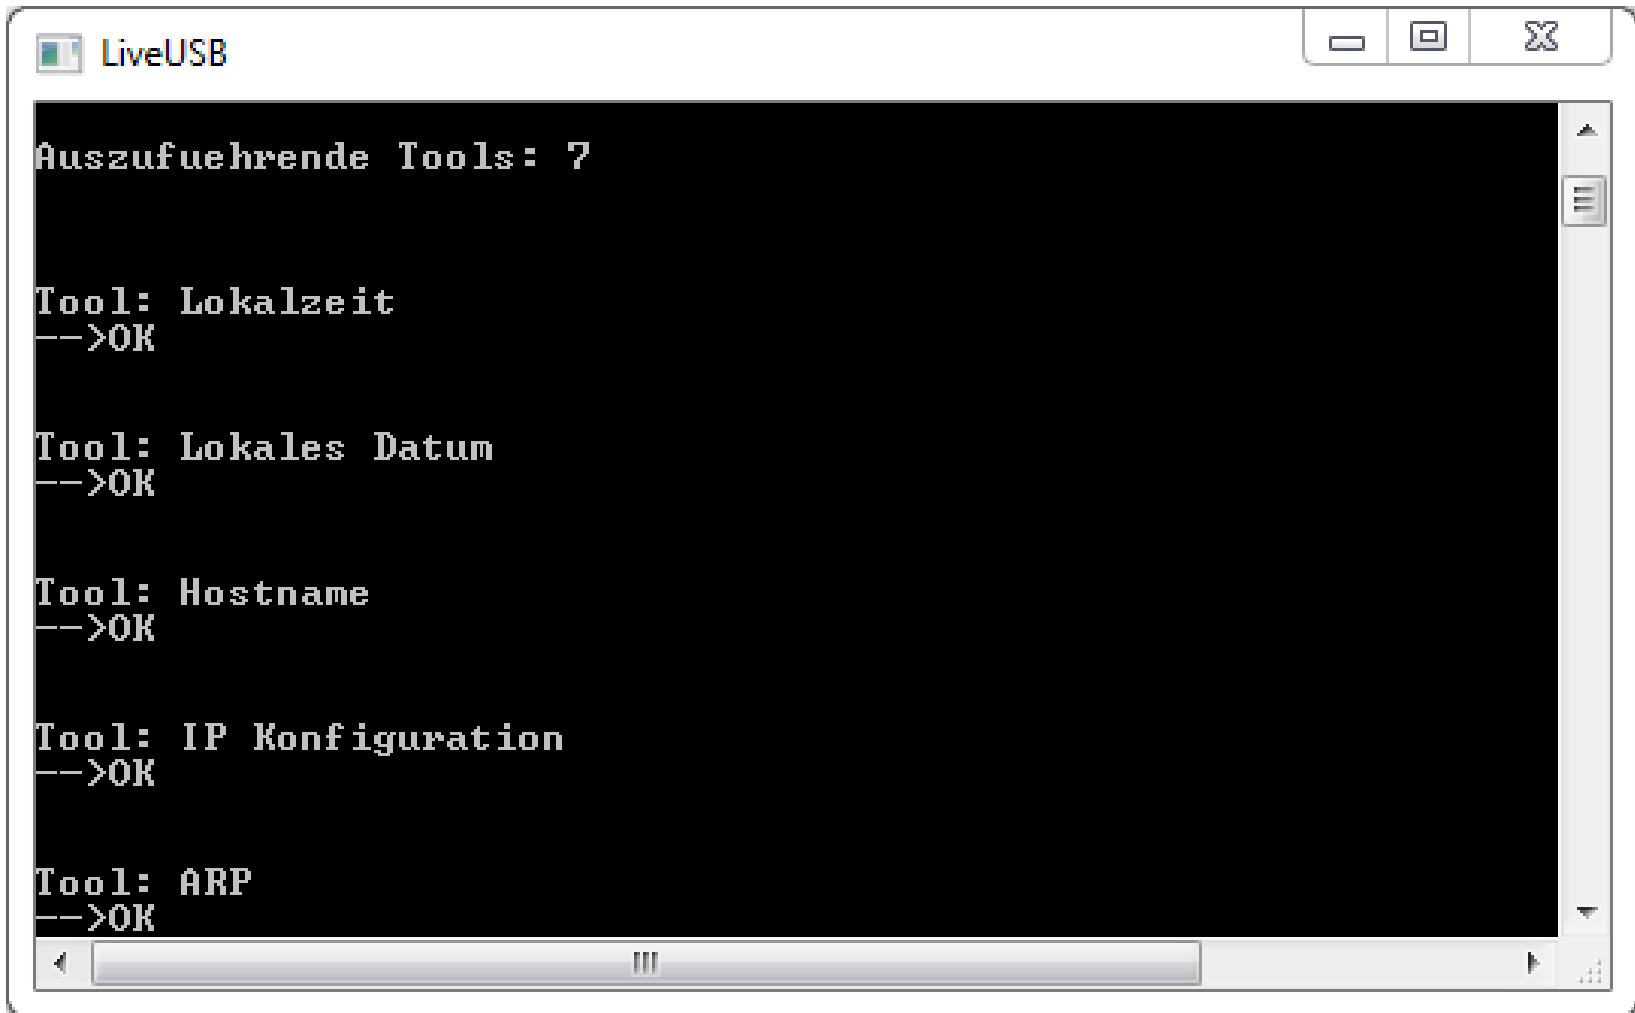 LiveUSB
Auszufuehrende Tools: 7
Tool: Lokalzeit
-->OK
Tool: Lokales Datum
-->OK
Tool: Hostname
-->OK
Tool: IP Konfiguration
-->OK
Tool: ARP
-->OK